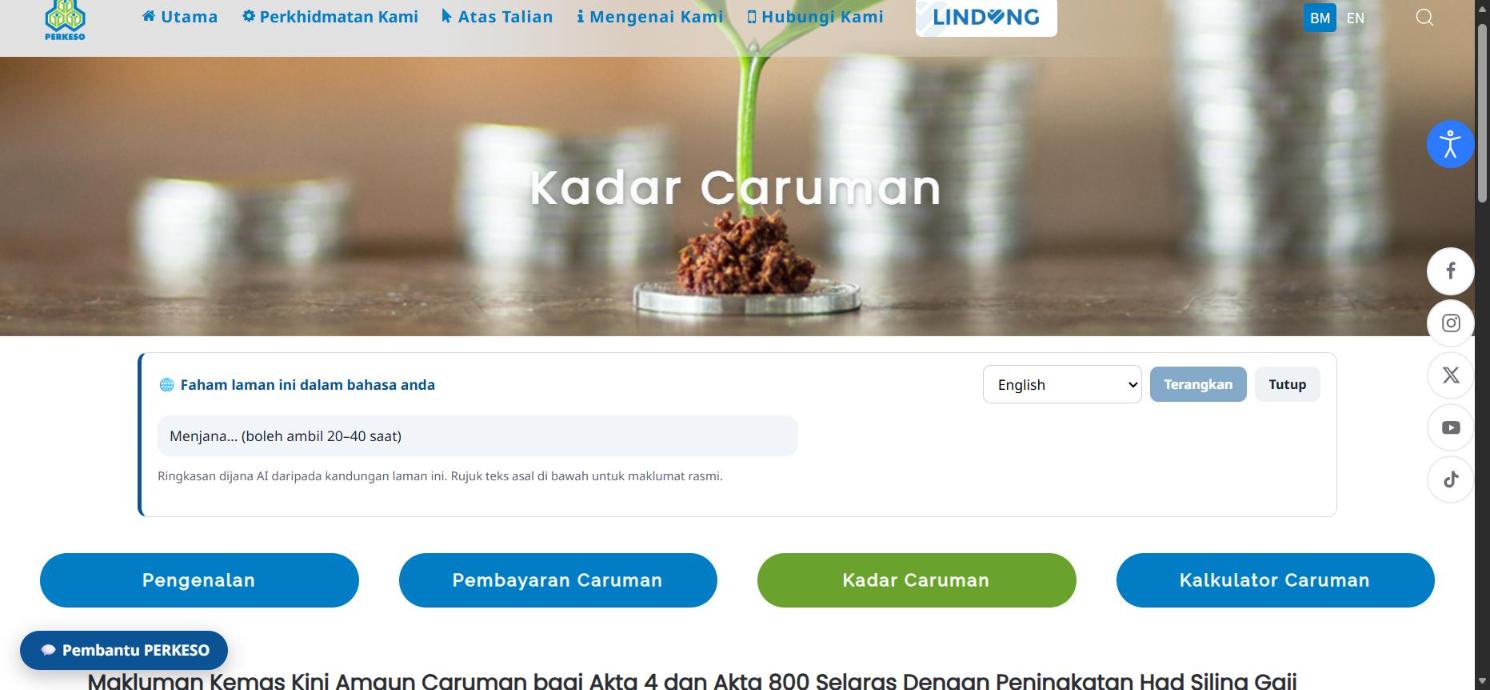 PERKESO
Utama
Perkhidmatan Kami
Atas Talian
Mengenai Kami
Hubungi Kami
LINDUNG
BM
EN
Kadar Caruman
Faham laman ini dalam bahasa anda
English
Terangkan
Tutup
Menjana... (boleh ambil 20–40 saat)
Ringkasan dijana AI daripada kandungan laman ini. Rujuk teks asal di bawah untuk maklumat rasmi.
Pengenalan
Pembayaran Caruman
Kadar Caruman
Kalkulator Caruman
Pembantu PERKESO
Makluman Kemas Kini Amaun Caruman bagi Akta 4 dan Akta 800 Selaras Dengan Peningkatan Had Siling Gaji